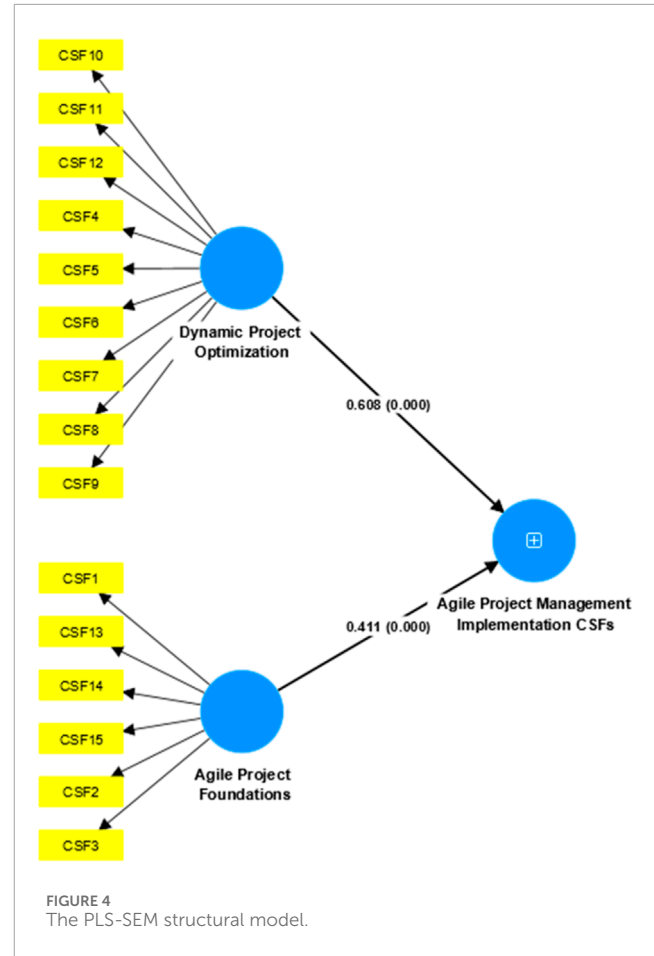 CSF10
CSF11
CSF12
CSF4
CSF5
CSF6
CSF7
CSF8
CSF9
Dynamic Project
Optimization
0.608 (0.000)
CSF1
CSF13
CSF14
CSF15
CSF2
CSF3
Agile Project
Foundations
0.411 (0.000)
Agile Project Management
Implementation CSFs
FIGURE 4
The PLS-SEM structural model.